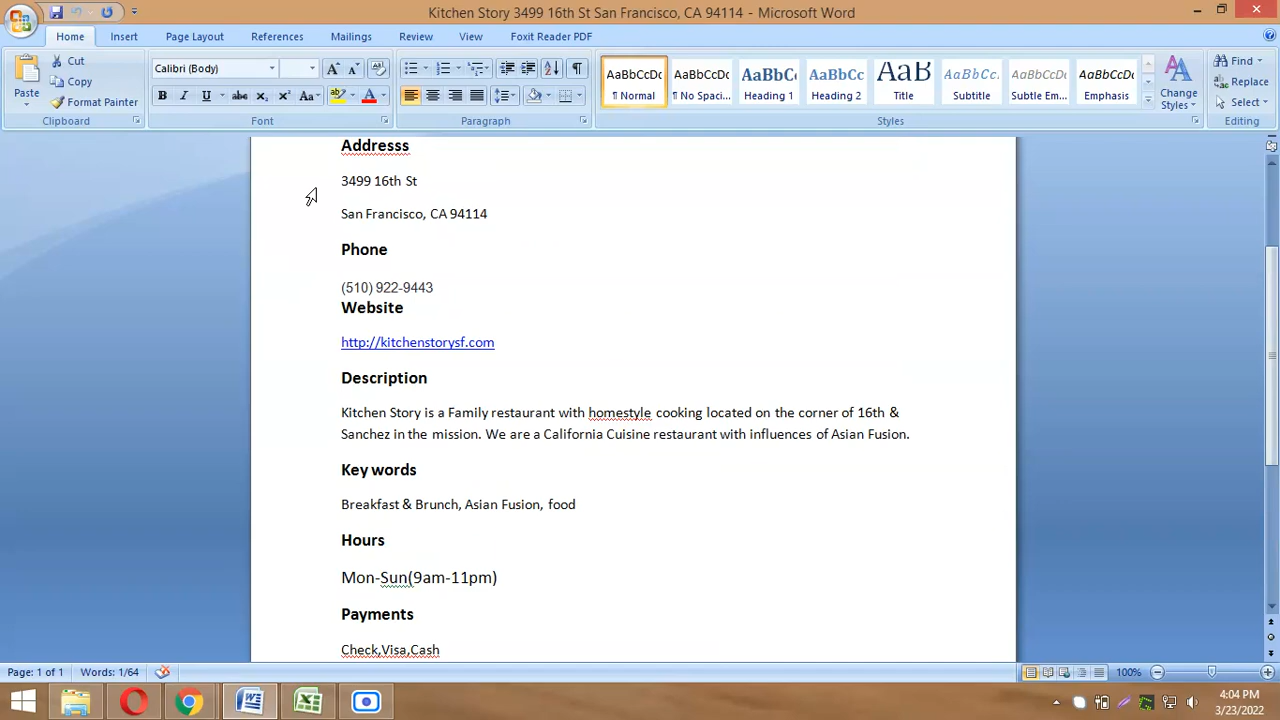 Kitchen Story 3499 16th St San Francisco, CA 94114 - Microsoft Word
Home Insert Page Layout References Mailings Review View Foxit Reader PDF
Paste
Cut
Copy
Format Painter
Clipboard
Calibri (Body)
Font
Paragraph
AaBbCcDc AaBbCcDc AaBbC AaBbCc AaB AaBbCc. AaBbCcDc AaBbCcDc
¶ Normal ¶ No Spaci... Heading 1 Heading 2 Title Subtitle Subtle Em... Emphasis
Change Styles
Styles
Find
Replace
Select
Editing
Addresss
3499 16th St
San Francisco, CA 94114
Phone
(510) 922-9443
Website
http://kitchenstorysf.com
Description
Kitchen Story is a Family restaurant with homestyle cooking located on the corner of 16th &
Sanchez in the mission. We are a California Cuisine restaurant with influences of Asian Fusion.
Key words
Breakfast & Brunch, Asian Fusion, food
Hours
Mon-Sun(9am-11pm)
Payments
Check,Visa,Cash
Page: 1 of 1 Words: 1/64 100%
4:04 PM
3/23/2022